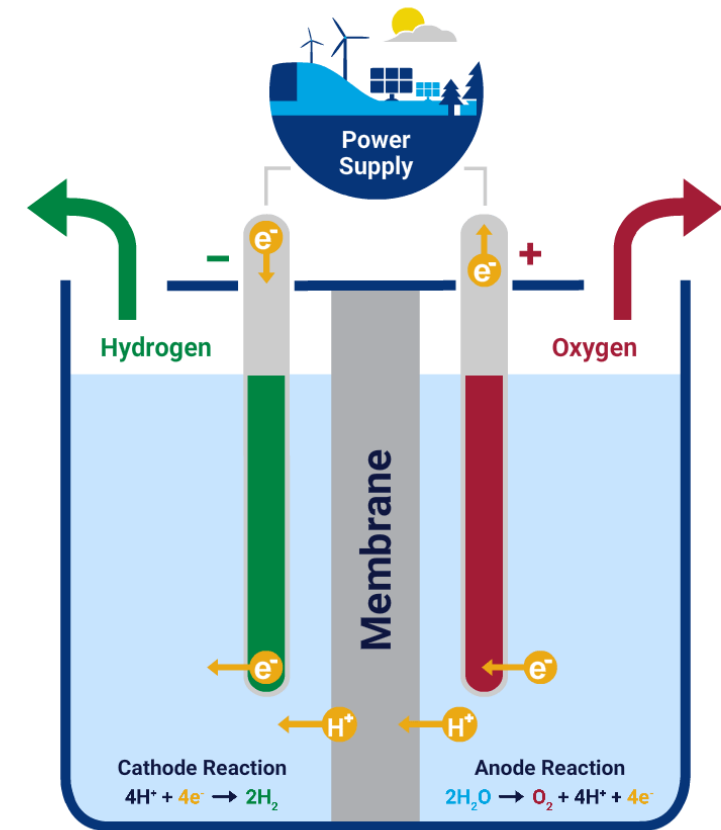 Power
Supply
e⁻
e⁻
−
+
Hydrogen
Oxygen
Membrane
e⁻
e⁻
H⁺
H⁺
Cathode Reaction
4H⁺ + 4e⁻ → 2H₂
Anode Reaction
2H₂O → O₂ + 4H⁺ + 4e⁻